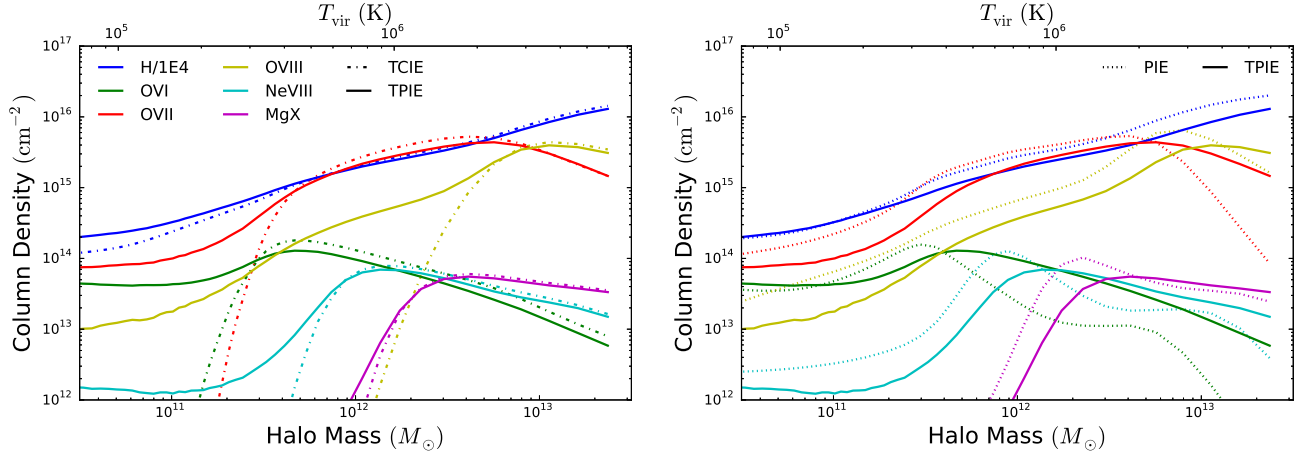 T_vir (K)
10^5 10^6
10^17
10^16
10^15
10^14
10^13
10^12
Column Density (cm^−2)
H/1E4 OVIII TCIE
OVI NeVIII TPIE
OVII MgX
10^11 10^12 10^13
Halo Mass (M_⊙)
T_vir (K)
10^5 10^6
10^17
10^16
10^15
10^14
10^13
10^12
Column Density (cm^−2)
PIE TPIE
10^11 10^12 10^13
Halo Mass (M_⊙)